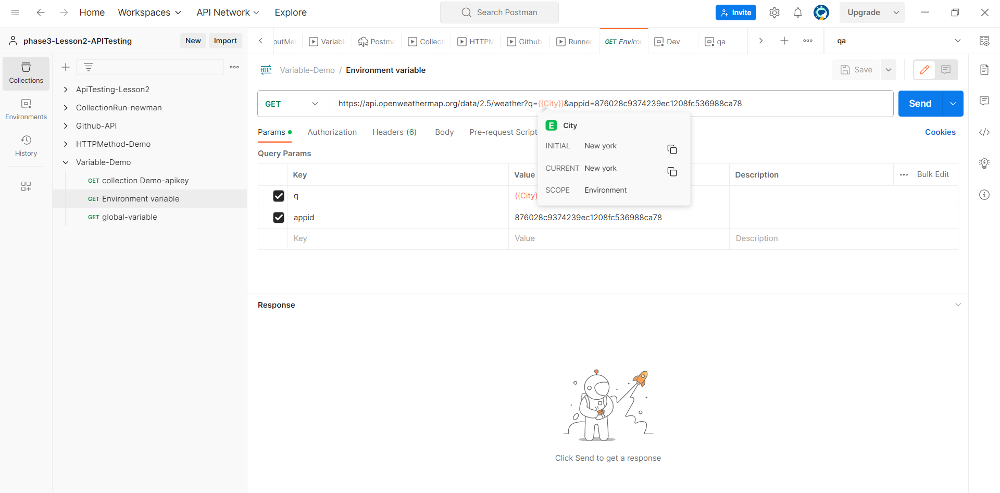 Home Workspaces API Network Explore Search Postman Invite Upgrade
phase3-Lesson2-APITesting New Import
Variabl Postma Collect HTTPM Github- Runner GET Enviro Dev qa qa
Collections
Environments
History
ApiTesting-Lesson2
CollectionRun-newman
Github-API
HTTPMethod-Demo
Variable-Demo
GET collection Demo-apikey
GET Environment variable
GET global-variable
HTTP Variable-Demo / Environment variable Save
GET https://api.openweathermap.org/data/2.5/weather?q={{City}}&appid=876028c9374239ec1208fc536988ca78 Send
Params Authorization Headers (6) Body Pre-request Script Cookies
E City
INITIAL New york
CURRENT New york
SCOPE Environment
Query Params
Key Value Description Bulk Edit
q {{City}
appid 876028c9374239ec1208fc536988ca78
Key Value Description
Response
Click Send to get a response